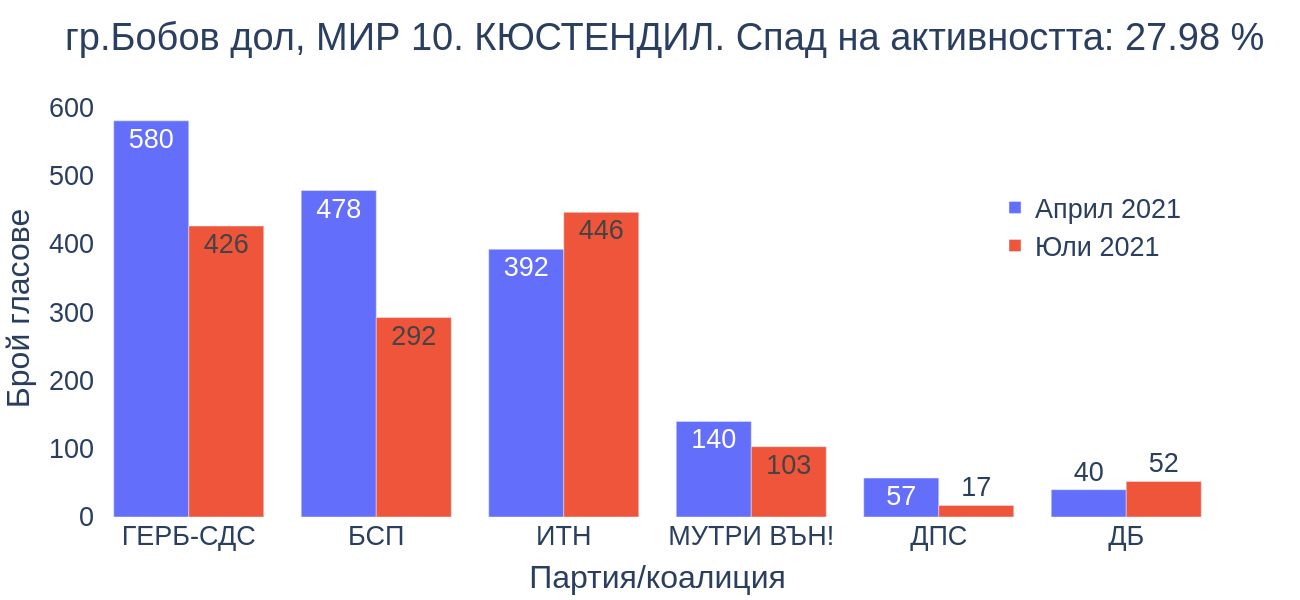 гр.Бобов дол, МИР 10. КЮСТЕНДИЛ. Спад на активността: 27.98 %
Брой гласове
600
500
400
300
200
100
0
580
426
478
292
392
446
140
103
57
17
40
52
Април 2021
Юли 2021
ГЕРБ-СДС
БСП
ИТН
МУТРИ ВЪН!
ДПС
ДБ
Партия/коалиция